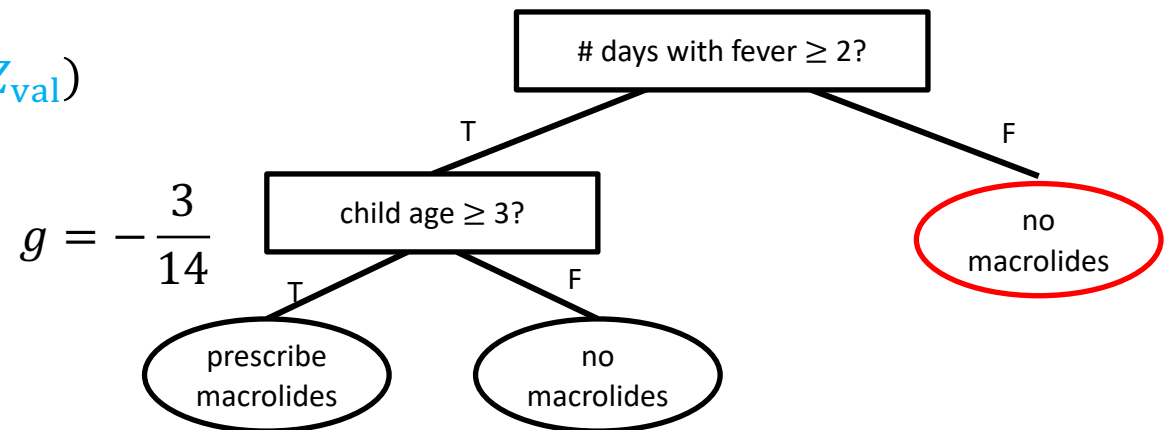 # days with fever ≥ 2?
Z_val)
T
F
child age ≥ 3?
g = − 3/14
no
macrolides
T
F
prescribe
macrolides
no
macrolides